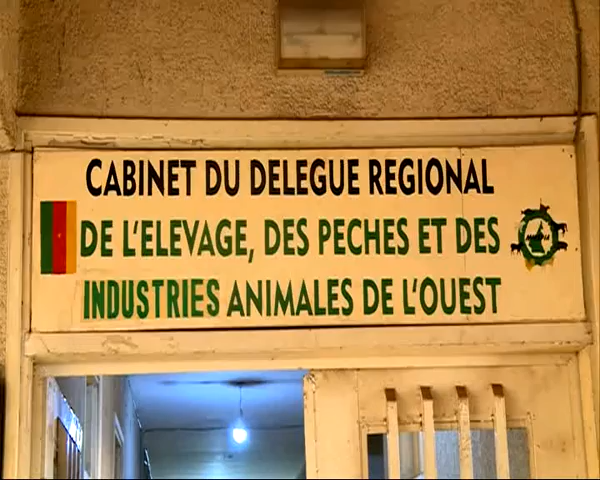 CABINET DU DELEGUE REGIONAL
DE L'ELEVAGE, DES PECHES ET DES
INDUSTRIES ANIMALES DE L'OUEST